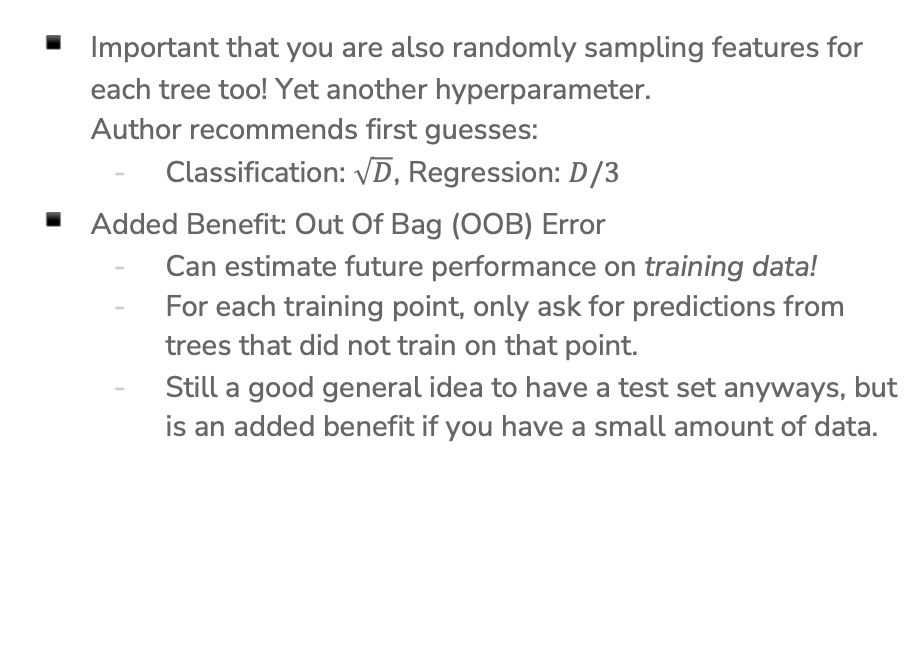 ▪ Important that you are also randomly sampling features for
each tree too! Yet another hyperparameter.
Author recommends first guesses:
- Classification: √D, Regression: D/3
▪ Added Benefit: Out Of Bag (OOB) Error
- Can estimate future performance on training data!
- For each training point, only ask for predictions from
trees that did not train on that point.
- Still a good general idea to have a test set anyways, but
is an added benefit if you have a small amount of data.